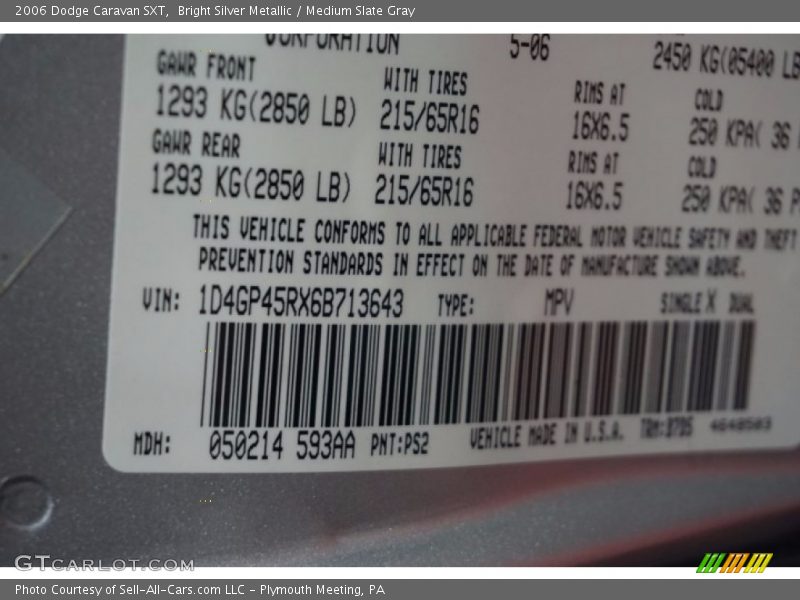 2006 Dodge Caravan SXT,  Bright Silver Metallic / Medium Slate Gray
CORPORATION 5-06 2450 KG(05400 LB
GAWR FRONT WITH TIRES RIMS AT COLD
1293 KG(2850 LB) 215/65R16 16X6.5 250 KPA( 36
GAWR REAR WITH TIRES RIMS AT COLD
1293 KG(2850 LB) 215/65R16 16X6.5 250 KPA( 36 P
THIS VEHICLE CONFORMS TO ALL APPLICABLE FEDERAL MOTOR VEHICLE SAFETY AND THEFT
PREVENTION STANDARDS IN EFFECT ON THE DATE OF MANUFACTURE SHOWN ABOVE.
VIN: 1D4GP45RX6B713643 TYPE: MPV SINGLE X DUAL
MDH: 050214 593AA PNT:PS2 VEHICLE MADE IN U.S.A.
GTCARLOT.COM
Photo Courtesy of Sell-All-Cars.com LLC - Plymouth Meeting, PA